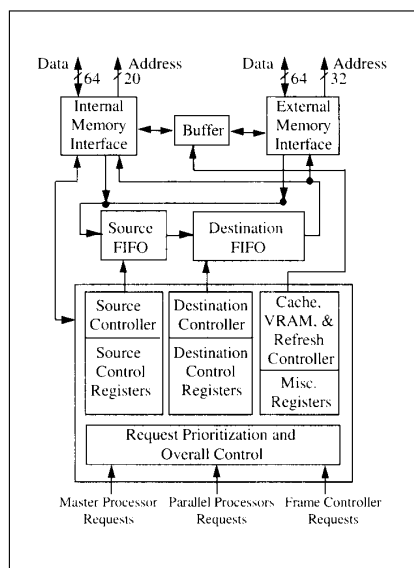 Data Address
64 20
Data Address
64 32
Internal
Memory
Interface
Buffer
External
Memory
Interface
Source
FIFO
Destination
FIFO
Source
Controller
Source
Control
Registers
Destination
Controller
Destination
Control
Registers
Cache,
VRAM, &
Refresh
Controller
Misc.
Registers
Request Prioritization and
Overall Control
Master Processor
Requests
Parallel Processors
Requests
Frame Controller
Requests